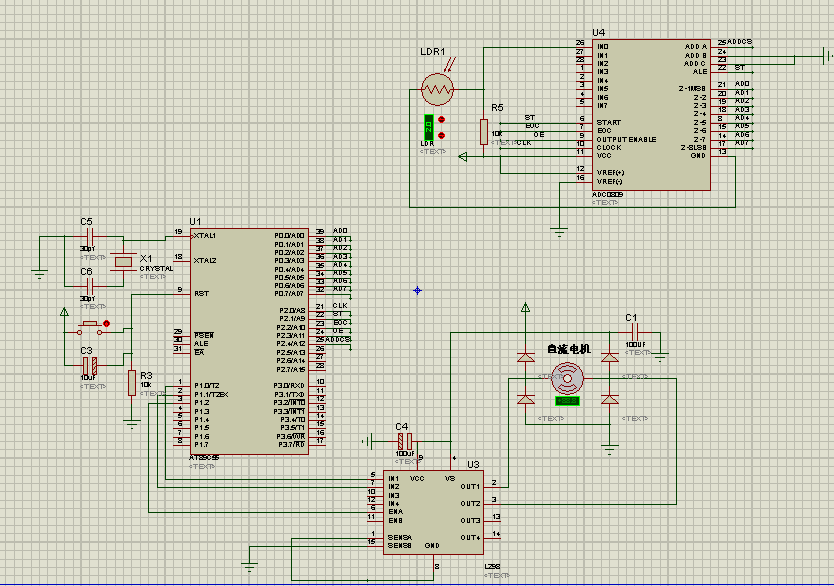 U4
LDR1
26 IN0 ADD A 25 ADDCS
27 IN1 ADD B 24
28 IN2 ADD C 23
1 IN3 ALE 22 ST
2 IN4
3 IN5 2-1MSB 21 AD0
4 IN6 2-2 20 AD1
5 IN7 2-3 19 AD2
2-4 18 AD3
ST 6 START 2-5 8 AD4
EOC 7 EOC 2-6 15 AD5
OE 9 OUTPUT ENABLE 2-7 14 AD6
CLK 10 CLOCK 2-8LSB 17 AD7
11 VCC GND 13
12 VREF(+)
16 VREF(-)
ADC0809
<TEXT>
R5
10k
<TEXT>
LDR
<TEXT>
C5
30p1
<TEXT>
X1
CRYSTAL
<TEXT>
C6
30p1
<TEXT>
C3
10uF
<TEXT>
R3
10k
<TEXT>
U1
19 XTAL1 P0.0/AD0 39 AD0
P0.1/AD1 38 AD1
P0.2/AD2 37 AD2
18 XTAL2 P0.3/AD3 36 AD3
P0.4/AD4 35 AD4
P0.5/AD5 34 AD5
P0.6/AD6 33 AD6
9 RST P0.7/AD7 32 AD7
P2.0/A8 21 CLK
P2.1/A9 22 ST
P2.2/A10 23 EOC
29 PSEN P2.3/A11 24 OE
30 ALE P2.4/A12 25 ADDCS
31 EA P2.5/A13 26
P2.6/A14 27
P2.7/A15 28
1 P1.0/T2 P3.0/RXD 10
2 P1.1/T2EX P3.1/TXD 11
3 P1.2 P3.2/INT0 12
4 P1.3 P3.3/INT1 13
5 P1.4 P3.4/T0 14
6 P1.5 P3.5/T1 15
7 P1.6 P3.6/WR 16
8 P1.7 P3.7/RD 17
<TEXT>
C1
100UF
<TEXT>
直流电机
<TEXT>
<TEXT>
<TEXT>
C4
100uF
<TEXT>
U3
9 4
VCC VS
5 IN1 OUT1 2
7 IN2
10 IN3 OUT2 3
12 IN4
6 ENA OUT3 13
11 ENB
1 SENSA OUT4 14
15 SENSB GND
8
L298
<TEXT>